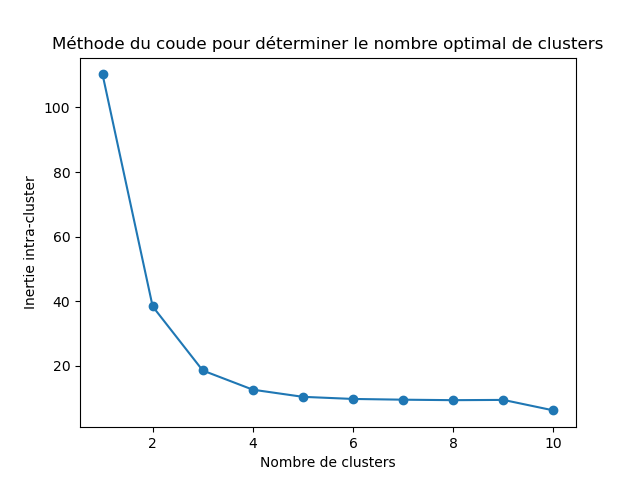 Méthode du coude pour déterminer le nombre optimal de clusters
100
80
60
40
20
Inertie intra-cluster
2 4 6 8 10
Nombre de clusters